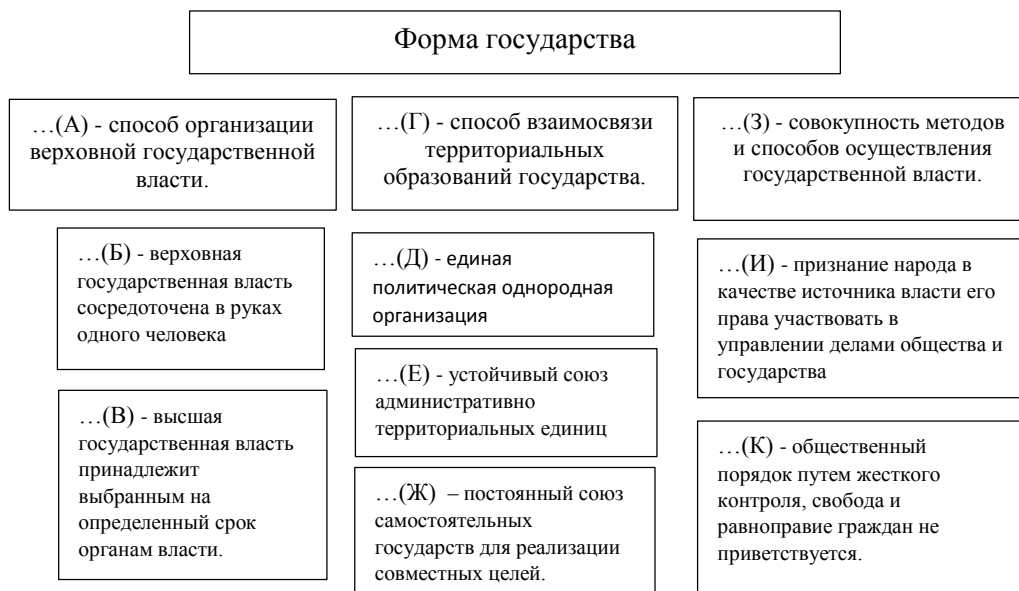 Форма государства
…(А) - способ организации
верховной государственной
власти.
…(Б) - верховная
государственная власть
сосредоточена в руках
одного человека
…(В) - высшая
государственная власть
принадлежит
выбранным на
определенный срок
органам власти.
…(Г) - способ взаимосвязи
территориальных
образований государства.
…(Д) - единая
политическая однородная
организация
…(Е) - устойчивый союз
административно
территориальных единиц
…(Ж) – постоянный союз
самостоятельных
государств для реализации
совместных целей.
…(З) - совокупность методов
и способов осуществления
государственной власти.
…(И) - признание народа в
качестве источника власти его
права участвовать в
управлении делами общества и
государства
…(К) - общественный
порядок путем жесткого
контроля, свобода и
равноправие граждан не
приветствуется.